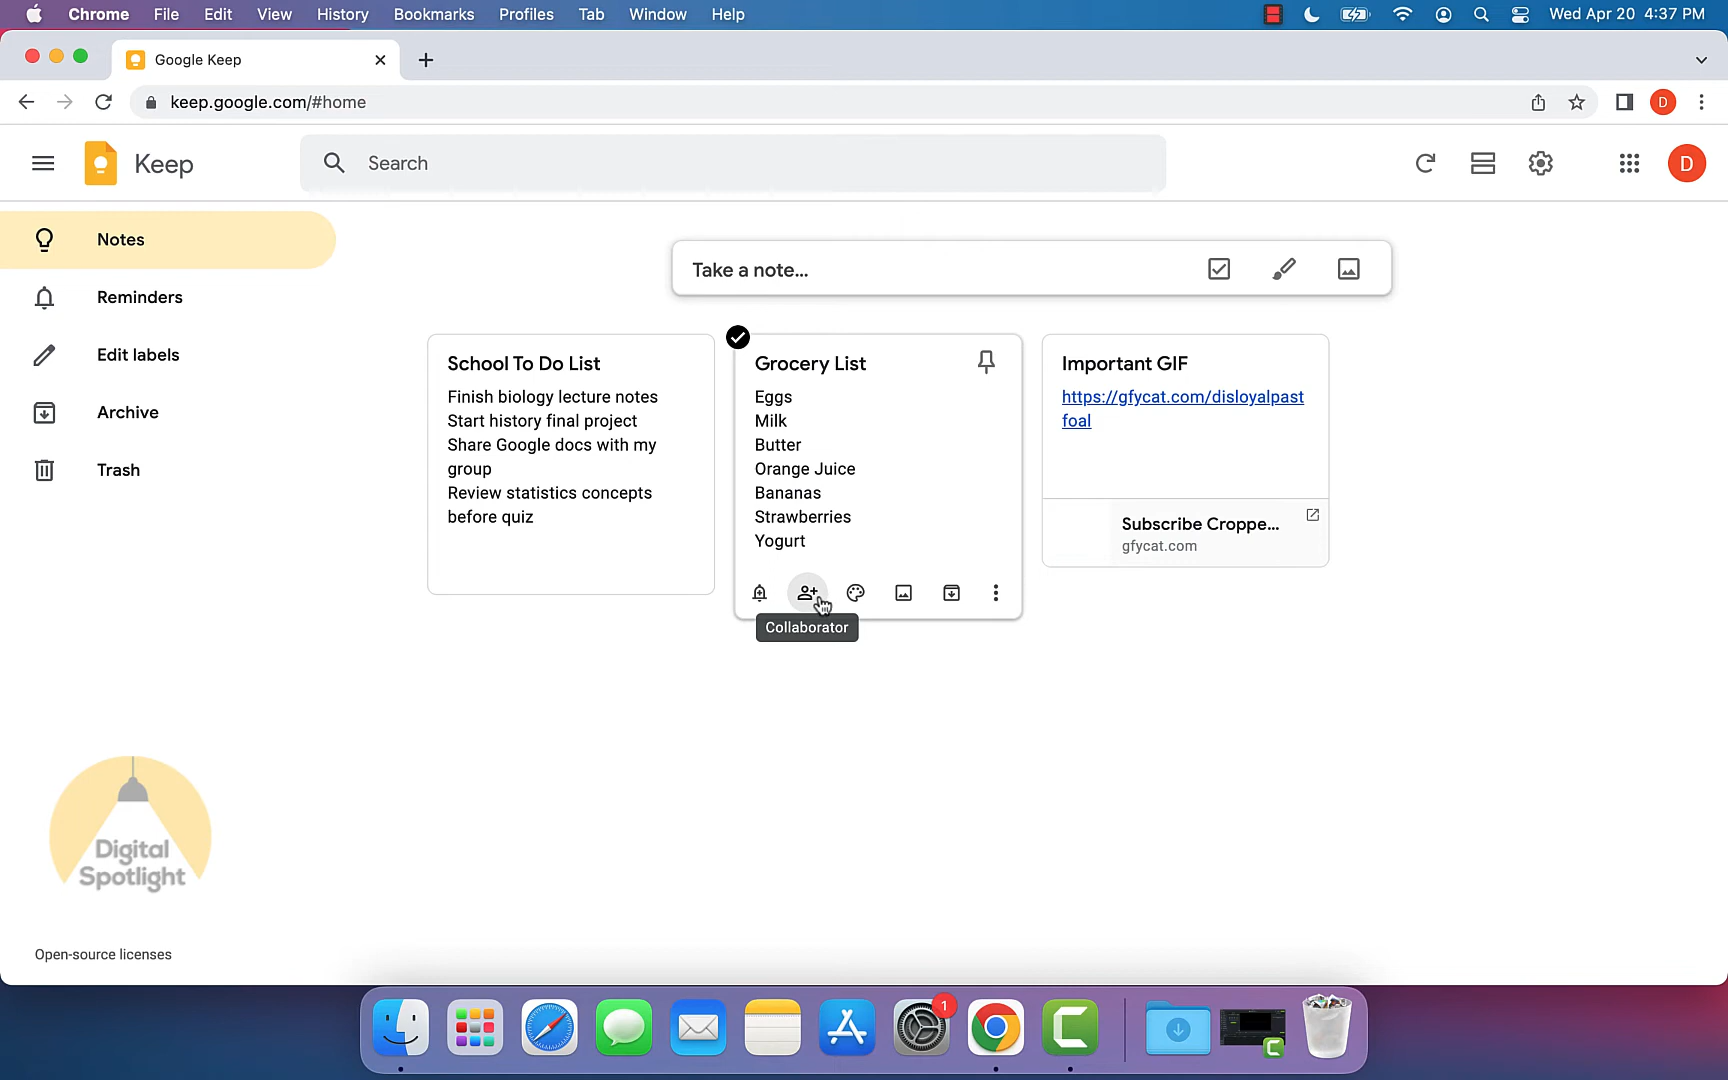 Chrome File Edit View History Bookmarks Profiles Tab Window Help Wed Apr 20 4:37 PM
Google Keep
keep.google.com/#home D
Keep Search D
Notes
Reminders
Edit labels
Archive
Trash
Take a note...
School To Do List
Finish biology lecture notes
Start history final project
Share Google docs with my
group
Review statistics concepts
before quiz
Grocery List
Eggs
Milk
Butter
Orange Juice
Bananas
Strawberries
Yogurt
Collaborator
Important GIF
https://gfycat.com/disloyalpast
foal
Subscribe Croppe...
gfycat.com
Digital
Spotlight
Open-source licenses
1